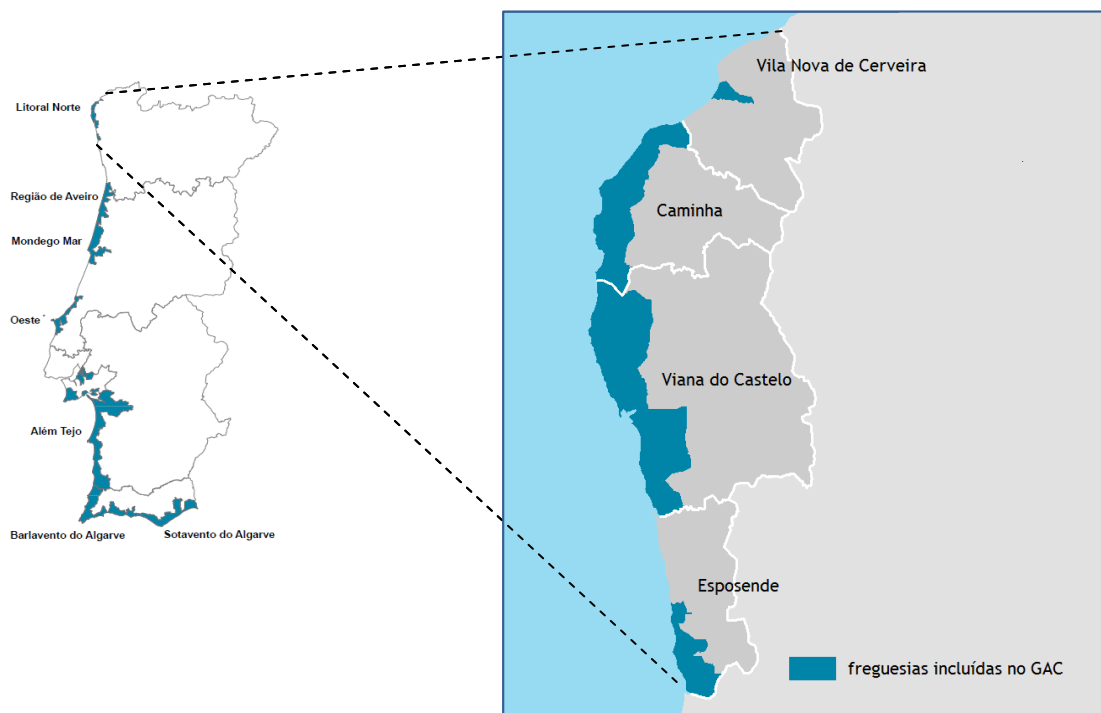 Litoral Norte
Região de Aveiro
Mondego Mar
Oeste
Além Tejo
Barlavento do Algarve
Sotavento do Algarve
Vila Nova de Cerveira
Caminha
Viana do Castelo
Esposende
freguesias incluídas no GAC